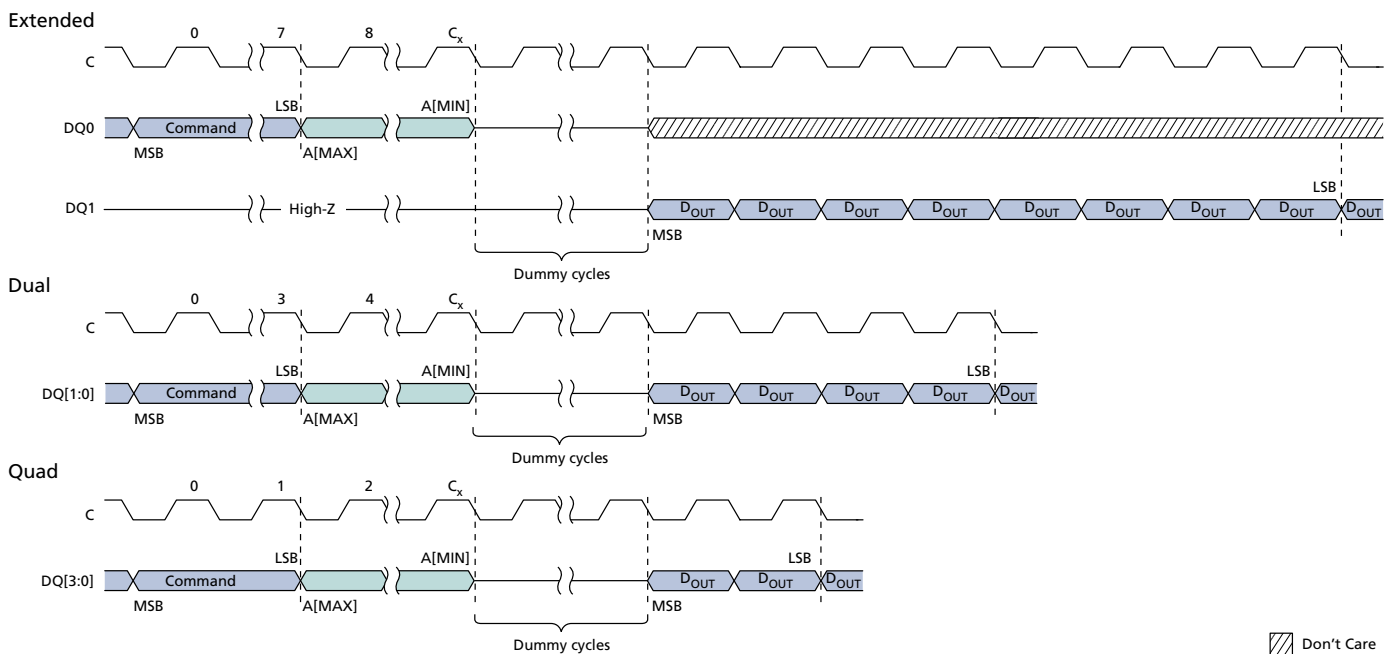 Extended
0 7 8 Cx
C
LSB A[MIN]
DQ0 Command
MSB A[MAX]
LSB
DQ1 High-Z DOUT DOUT DOUT DOUT DOUT DOUT DOUT DOUT DOUT
MSB
Dummy cycles
Dual
0 3 4 Cx
C
LSB A[MIN] LSB
DQ[1:0] Command DOUT DOUT DOUT DOUT DOUT
MSB A[MAX] MSB
Dummy cycles
Quad
0 1 2 Cx
C
LSB A[MIN] LSB
DQ[3:0] Command DOUT DOUT DOUT
MSB A[MAX] MSB
Dummy cycles
Don't Care